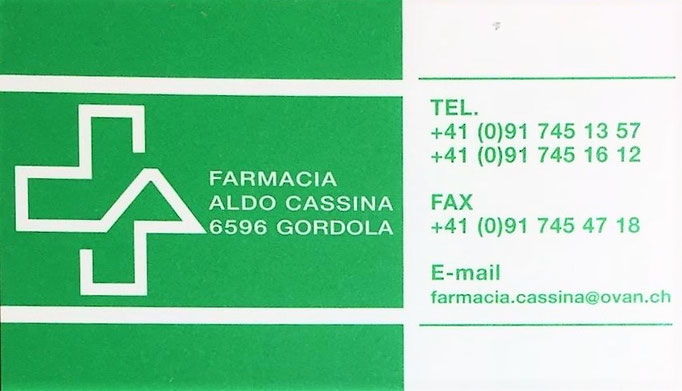 FARMACIA
ALDO CASSINA
6596 GORDOLA
TEL.
+41 (0)91 745 13 57
+41 (0)91 745 16 12
FAX
+41 (0)91 745 47 18
E-mail
farmacia.cassina@ovan.ch